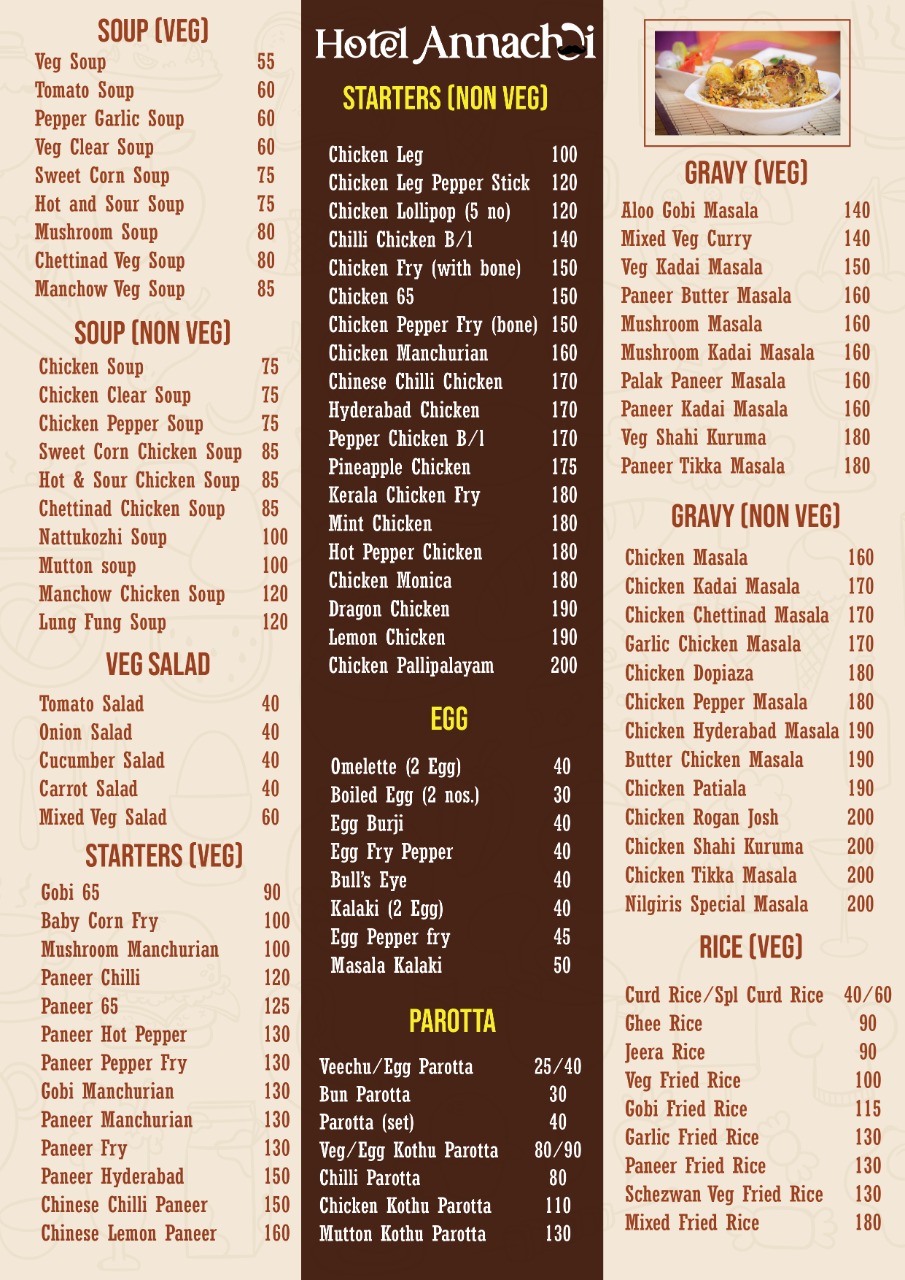 SOUP (VEG)
Veg Soup 55
Tomato Soup 60
Pepper Garlic Soup 60
Veg Clear Soup 60
Sweet Corn Soup 75
Hot and Sour Soup 75
Mushroom Soup 80
Chettinad Veg Soup 80
Manchow Veg Soup 85
SOUP (NON VEG)
Chicken Soup 75
Chicken Clear Soup 75
Chicken Pepper Soup 75
Sweet Corn Chicken Soup 85
Hot & Sour Chicken Soup 85
Chettinad Chicken Soup 85
Nattukozhi Soup 100
Mutton soup 100
Manchow Chicken Soup 120
Lung Fung Soup 120
VEG SALAD
Tomato Salad 40
Onion Salad 40
Cucumber Salad 40
Carrot Salad 40
Mixed Veg Salad 60
STARTERS (VEG)
Gobi 65 90
Baby Corn Fry 100
Mushroom Manchurian 100
Paneer Chilli 120
Paneer 65 125
Paneer Hot Pepper 130
Paneer Pepper Fry 130
Gobi Manchurian 130
Paneer Manchurian 130
Paneer Fry 130
Paneer Hyderabad 150
Chinese Chilli Paneer 150
Chinese Lemon Paneer 160
Hotel Annachi
STARTERS (NON VEG)
Chicken Leg 100
Chicken Leg Pepper Stick 120
Chicken Lollipop (5 no) 120
Chilli Chicken B/l 140
Chicken Fry (with bone) 150
Chicken 65 150
Chicken Pepper Fry (bone) 150
Chicken Manchurian 160
Chinese Chilli Chicken 170
Hyderabad Chicken 170
Pepper Chicken B/l 170
Pineapple Chicken 175
Kerala Chicken Fry 180
Mint Chicken 180
Hot Pepper Chicken 180
Chicken Monica 180
Dragon Chicken 190
Lemon Chicken 190
Chicken Pallipalayam 200
EGG
Omelette (2 Egg) 40
Boiled Egg (2 nos.) 30
Egg Burji 40
Egg Fry Pepper 40
Bull's Eye 40
Kalaki (2 Egg) 40
Egg Pepper fry 45
Masala Kalaki 50
PAROTTA
Veechu/Egg Parotta 25/40
Bun Parotta 30
Parotta (set) 40
Veg/Egg Kothu Parotta 80/90
Chilli Parotta 80
Chicken Kothu Parotta 110
Mutton Kothu Parotta 130
GRAVY (VEG)
Aloo Gobi Masala 140
Mixed Veg Curry 140
Veg Kadai Masala 150
Paneer Butter Masala 160
Mushroom Masala 160
Mushroom Kadai Masala 160
Palak Paneer Masala 160
Paneer Kadai Masala 160
Veg Shahi Kuruma 180
Paneer Tikka Masala 180
GRAVY (NON VEG)
Chicken Masala 160
Chicken Kadai Masala 170
Chicken Chettinad Masala 170
Garlic Chicken Masala 170
Chicken Dopiaza 180
Chicken Pepper Masala 180
Chicken Hyderabad Masala 190
Butter Chicken Masala 190
Chicken Patiala 190
Chicken Rogan Josh 200
Chicken Shahi Kuruma 200
Chicken Tikka Masala 200
Nilgiris Special Masala 200
RICE (VEG)
Curd Rice/Spl Curd Rice 40/60
Ghee Rice 90
Jeera Rice 90
Veg Fried Rice 100
Gobi Fried Rice 115
Garlic Fried Rice 130
Paneer Fried Rice 130
Schezwan Veg Fried Rice 130
Mixed Fried Rice 180